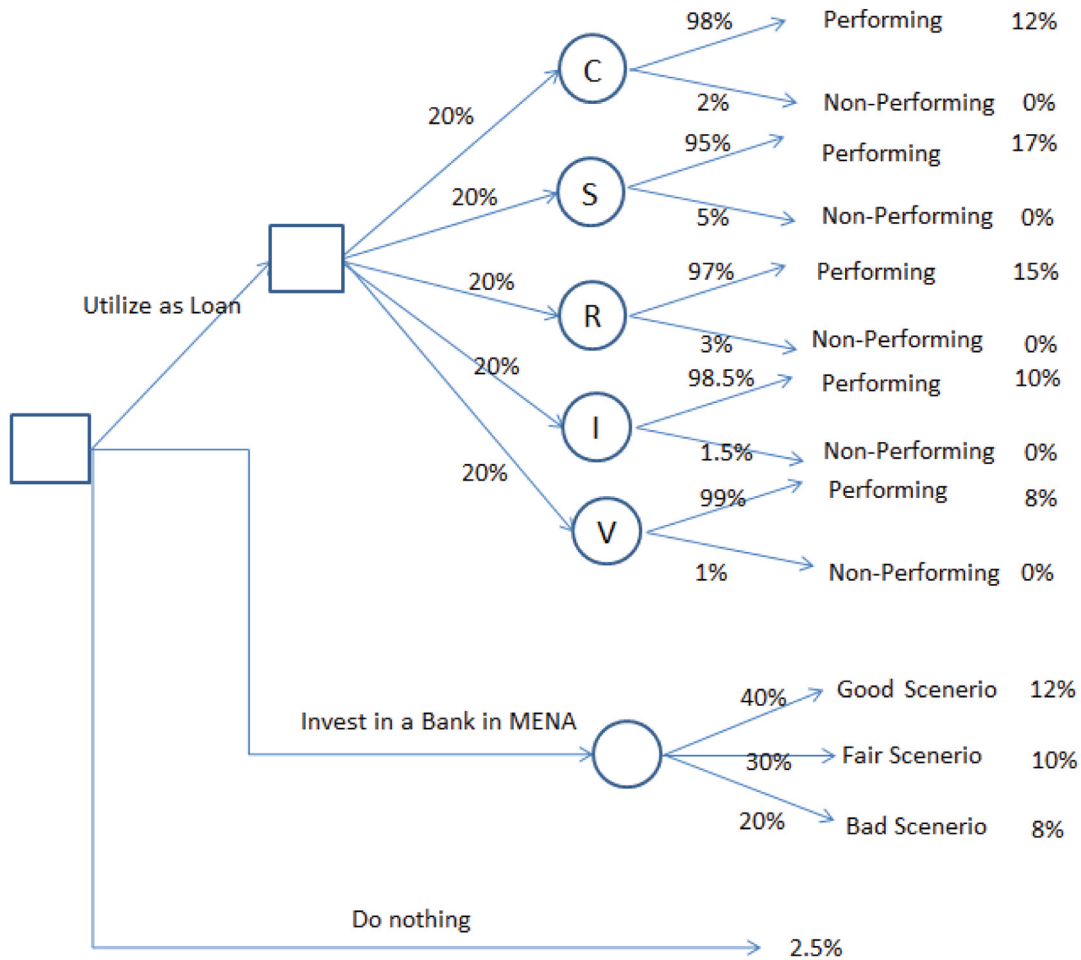 98% Performing 12%
C
2% Non-Performing 0%
20%
95% Performing 17%
20% S
5% Non-Performing 0%
97% Performing 15%
20% R
Utilize as Loan
3% Non-Performing 0%
20%
98.5% Performing 10%
I
1.5% Non-Performing 0%
20%
99% Performing 8%
V
1% Non-Performing 0%
40% Good Scenerio 12%
Invest in a Bank in MENA
30% Fair Scenerio 10%
20% Bad Scenerio 8%
Do nothing
2.5%